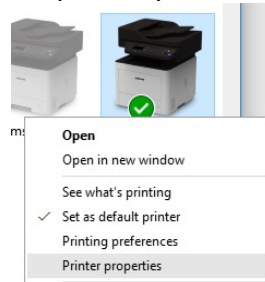 Open
Open in new window
See what's printing
Set as default printer
Printing preferences
Printer properties